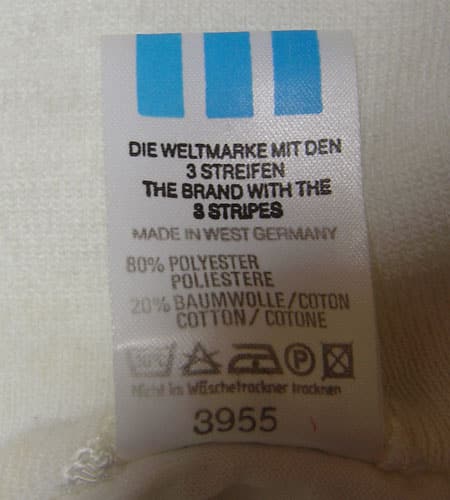 DIE WELTMARKE MIT DEN
3 STREIFEN
THE BRAND WITH THE
3 STRIPES
MADE IN WEST GERMANY
80% POLYESTER
POLIESTERE
20% BAUMWOLLE/COTON
COTTON/COTONE
P
Nicht im Wäschetrockner trocknen
3955